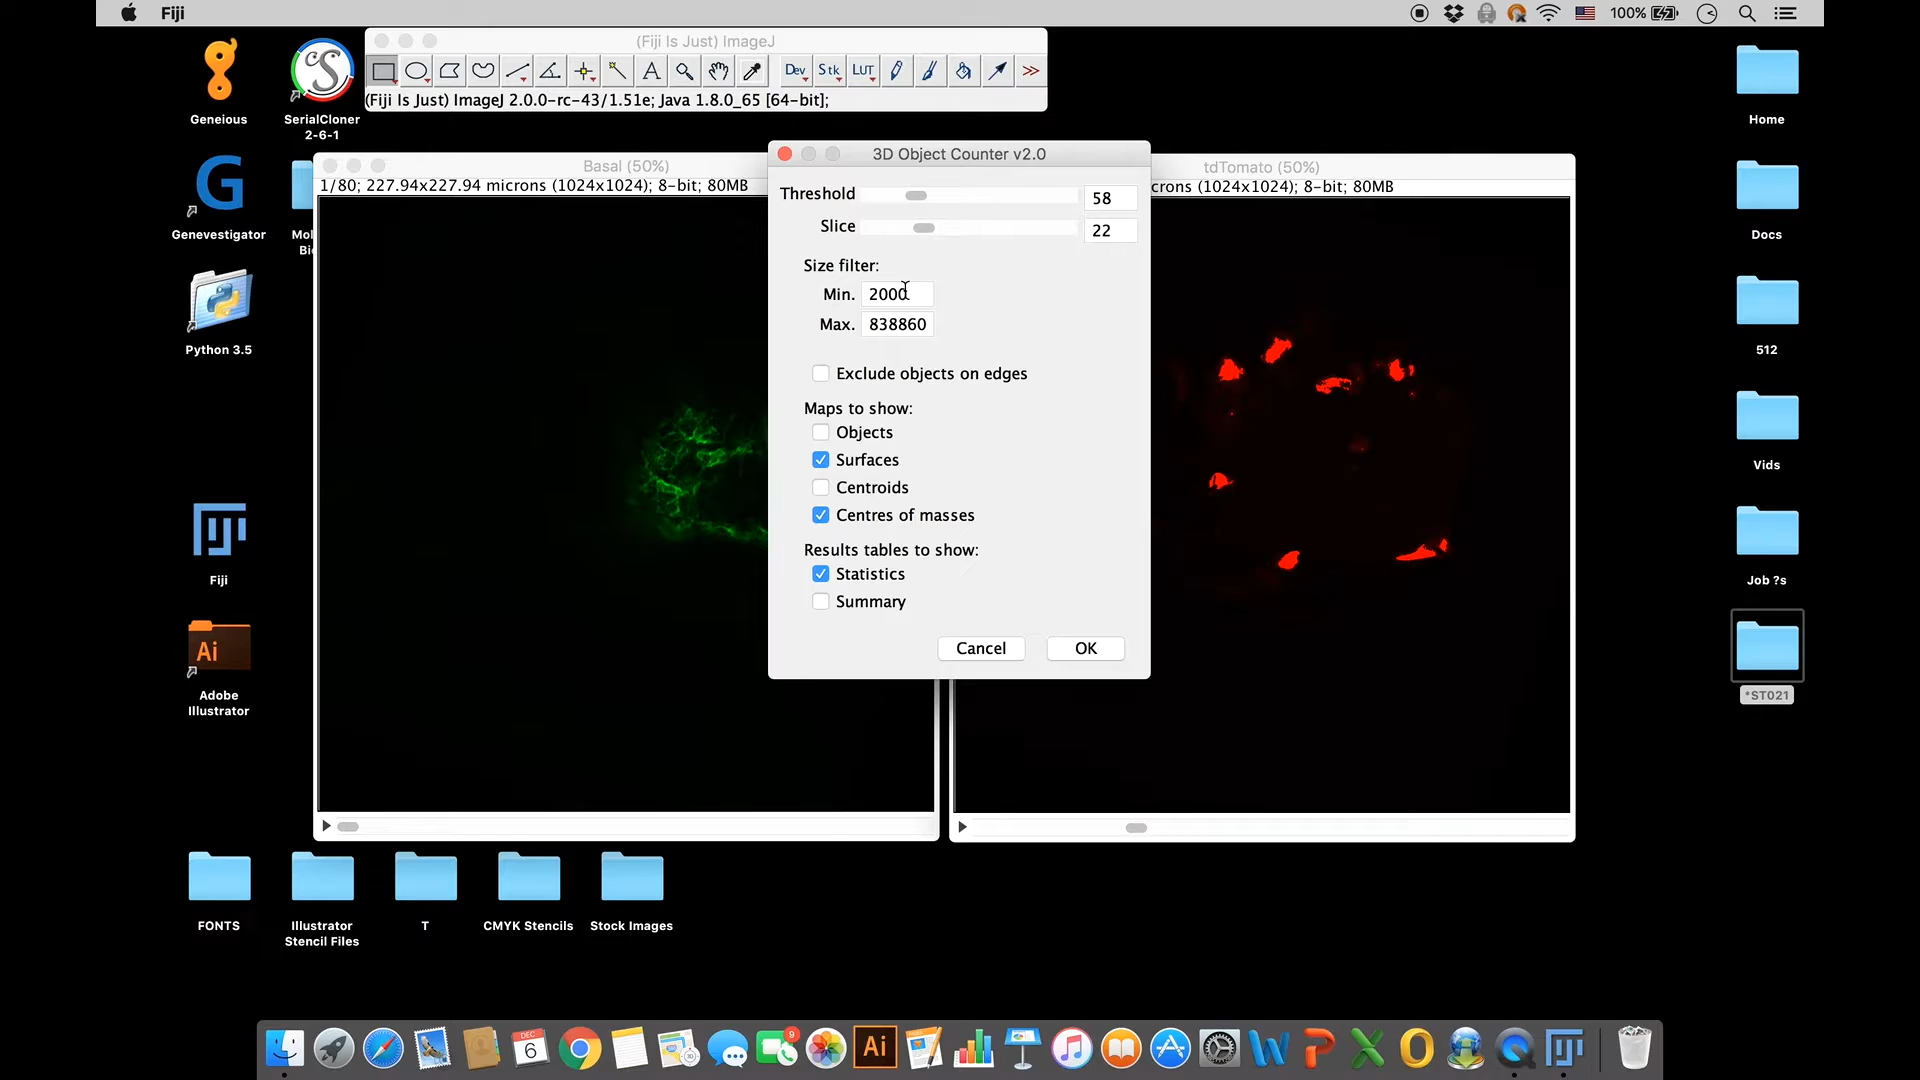 Fiji
100%
Geneious
SerialCloner
2-6-1
(Fiji Is Just) ImageJ
Dev
Stk
LUT
>>
(Fiji Is Just) ImageJ 2.0.0-rc-43/1.51e; Java 1.8.0_65 [64-bit];
Home
Genevestigator
Mol
Bi
Basal (50%)
1/80; 227.94x227.94 microns (1024x1024); 8-bit; 80MB
3D Object Counter v2.0
Threshold
58
Slice
22
Size filter:
Min.
2000
Max.
838860
Exclude objects on edges
Maps to show:
Objects
Surfaces
Centroids
Centres of masses
Results tables to show:
Statistics
Summary
Cancel
OK
tdTomato (50%)
crons (1024x1024); 8-bit; 80MB
Docs
Python 3.5
512
Vids
Fiji
Job ?s
Ai
Adobe
Illustrator
*ST021
FONTS
Illustrator
Stencil Files
T
CMYK Stencils
Stock Images
DEC
6
9
Ai